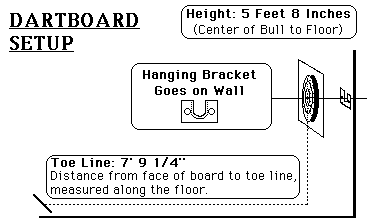 DARTBOARD
SETUP
Height: 5 Feet 8 Inches
(Center of Bull to Floor)
Hanging Bracket
Goes on Wall
Toe Line: 7' 9 1/4"
Distance from face of board to toe line,
measured along the floor.